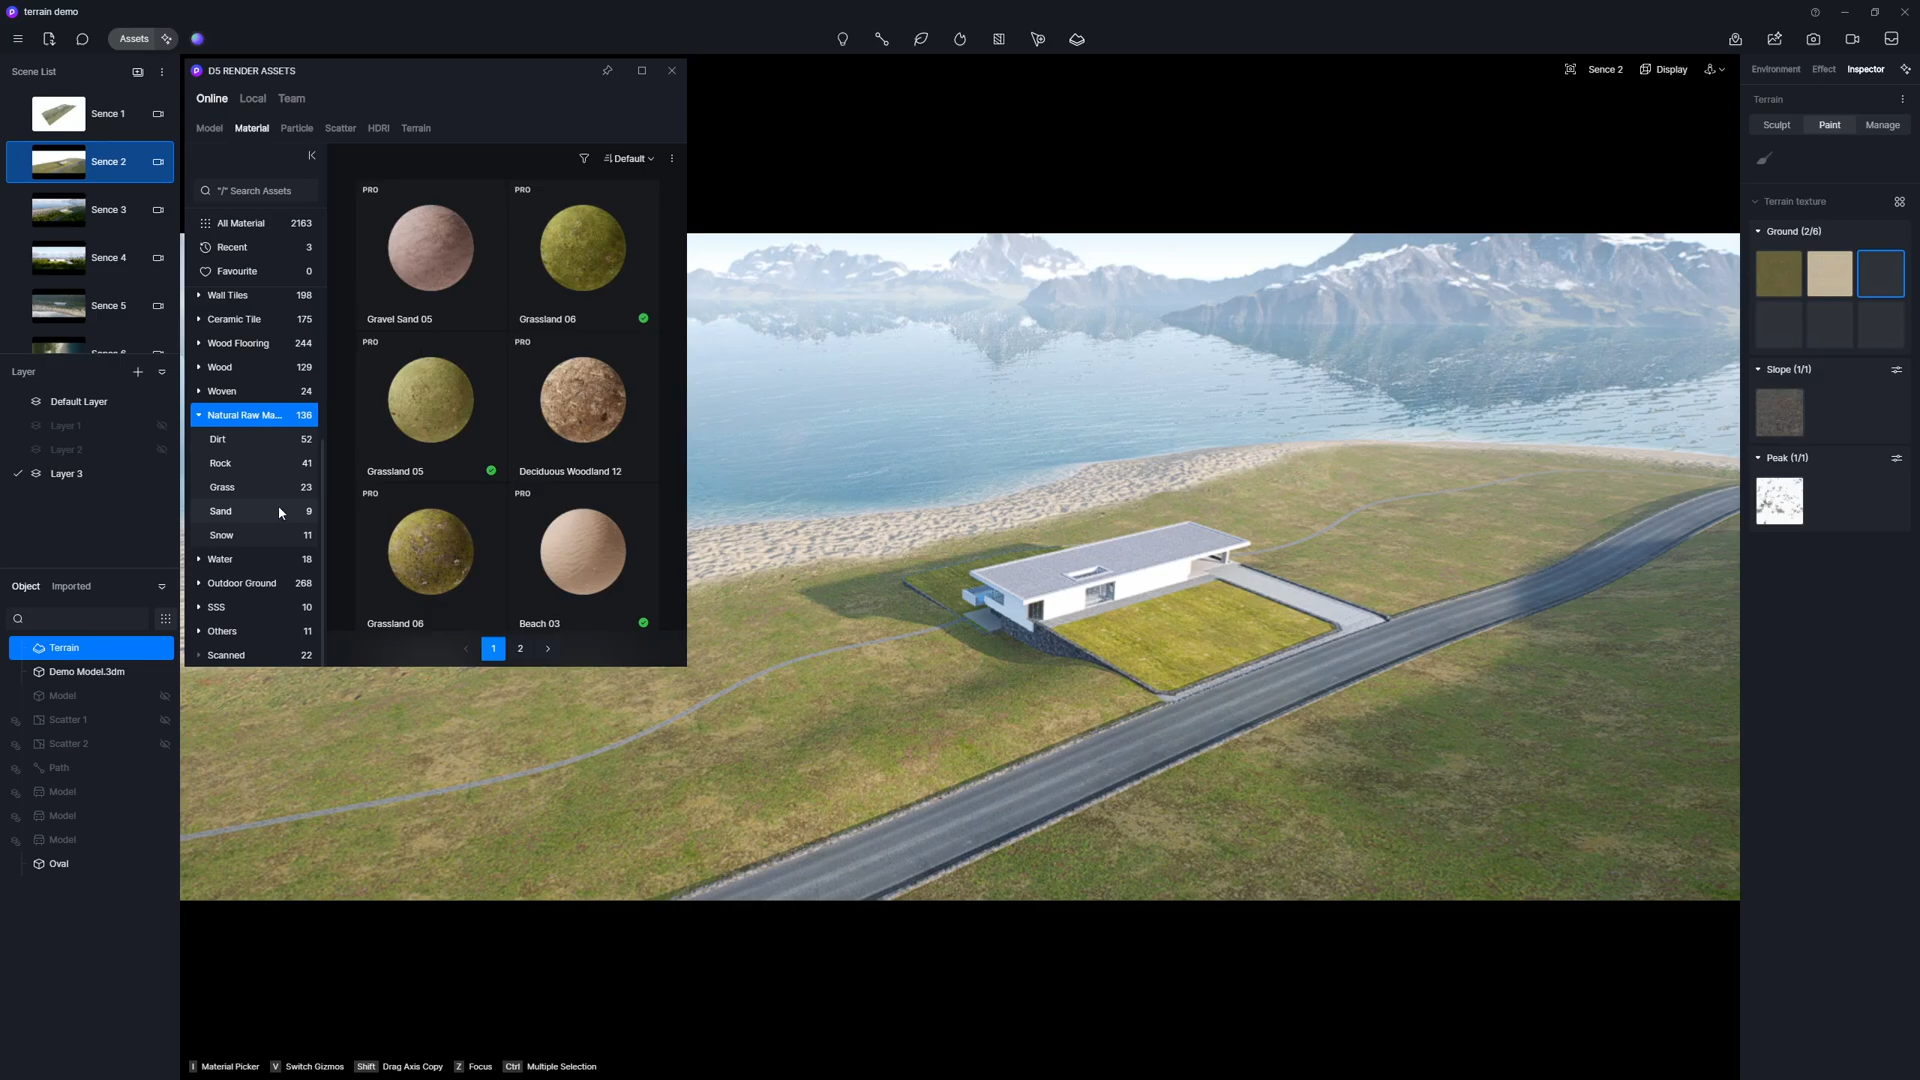 terrain demo
Assets
Scene List
Sence 1
Sence 2
Sence 3
Sence 4
Sence 5
Layer
Default Layer
Layer 1
Layer 2
Layer 3
Object Imported
Terrain
Demo Model.3dm
Model
Scatter 1
Scatter 2
Path
Model
Model
Model
Oval
D5 RENDER ASSETS
Online Local Team
Model Material Particle Scatter HDRI Terrain
Default
"/" Search Assets
All Material 2163
Recent 3
Favourite 0
Wall Tiles 198
Ceramic Tile 175
Wood Flooring 244
Wood 129
Woven 24
Natural Raw Ma... 136
Dirt 52
Rock 41
Grass 23
Sand 9
Snow 11
Water 18
Outdoor Ground 268
SSS 10
Others 11
Scanned 22
PRO PRO
Gravel Sand 05 Grassland 06
PRO PRO
Grassland 05 Deciduous Woodland 12
PRO PRO
Grassland 06 Beach 03
1 2
Sence 2 Display
Environment Effect Inspector
Terrain
Sculpt Paint Manage
Terrain texture
Ground (2/6)
Slope (1/1)
Peak (1/1)
I Material Picker V Switch Gizmos Shift Drag Axis Copy Z Focus Ctrl Multiple Selection